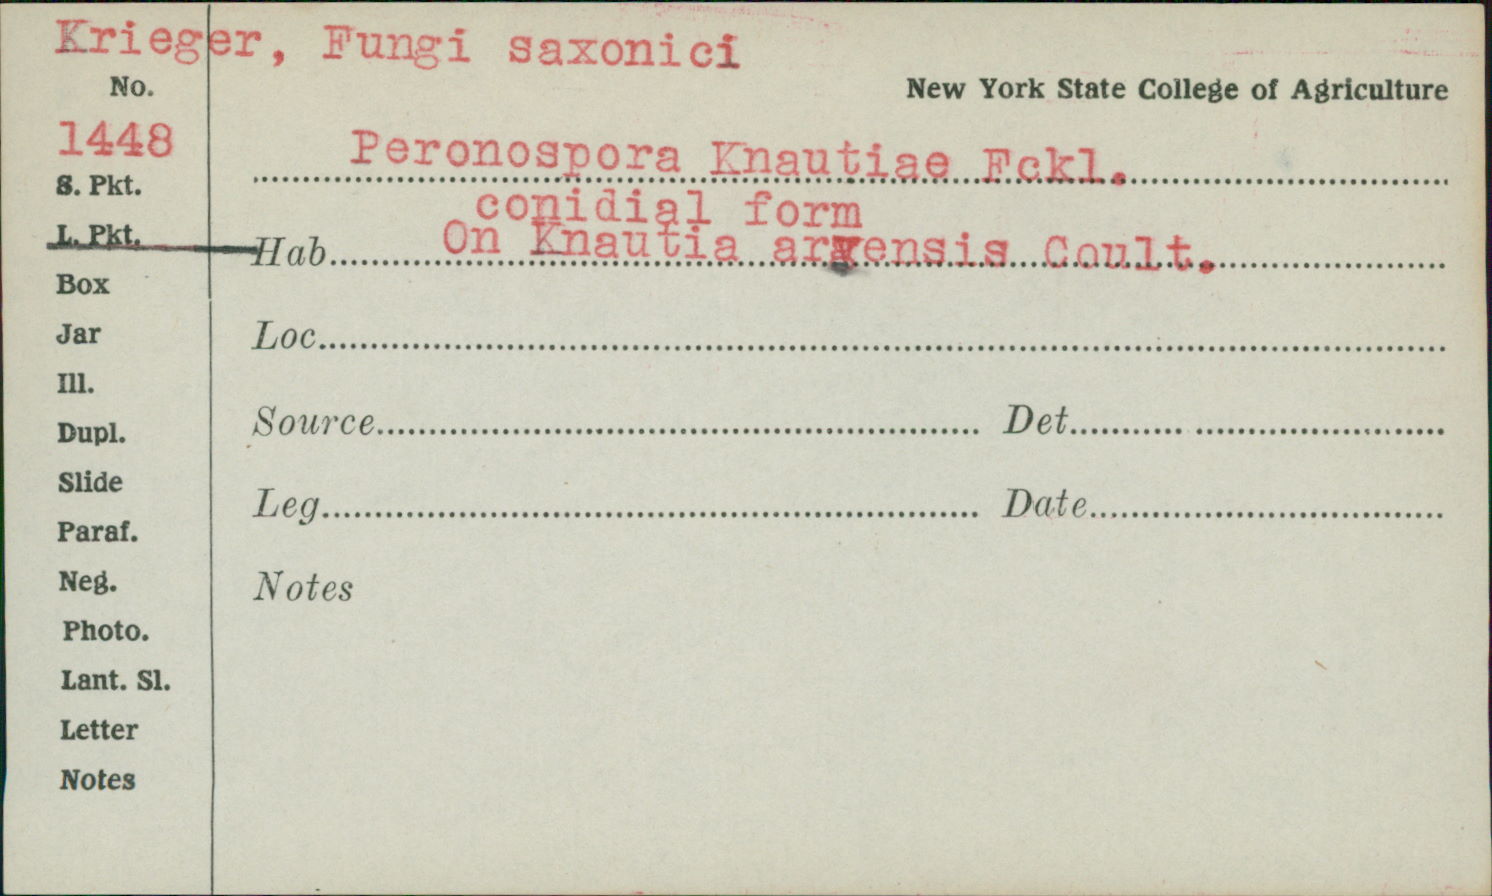 Krieger, Fungi saxonici
No.
New York State College of Agriculture
1448
Peronospora Knautiae Fckl.
S. Pkt.
conidial form
L. Pkt.
Hab. On Knautia arvensis Coult.
Box
Jar
Loc.
Ill.
Dupl.
Source Det.
Slide
Leg. Date
Paraf.
Neg.
Notes
Photo.
Lant. Sl.
Letter
Notes